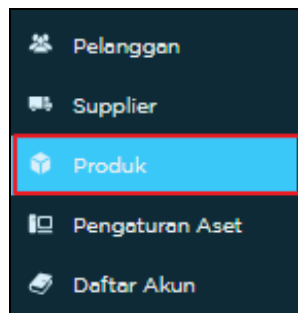 Pelanggan
Supplier
Produk
Pengaturan Aset
Daftar Akun